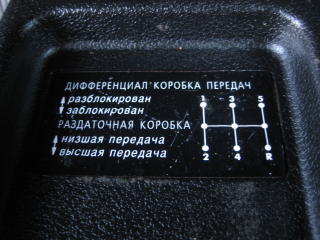 ДИФФЕРЕНЦИАЛ КОРОБКА ПЕРЕДАЧ
разблокирован 1 3 5
заблокирован
РАЗДАТОЧНАЯ КОРОБКА
низшая передача
высшая передача 2 4 R